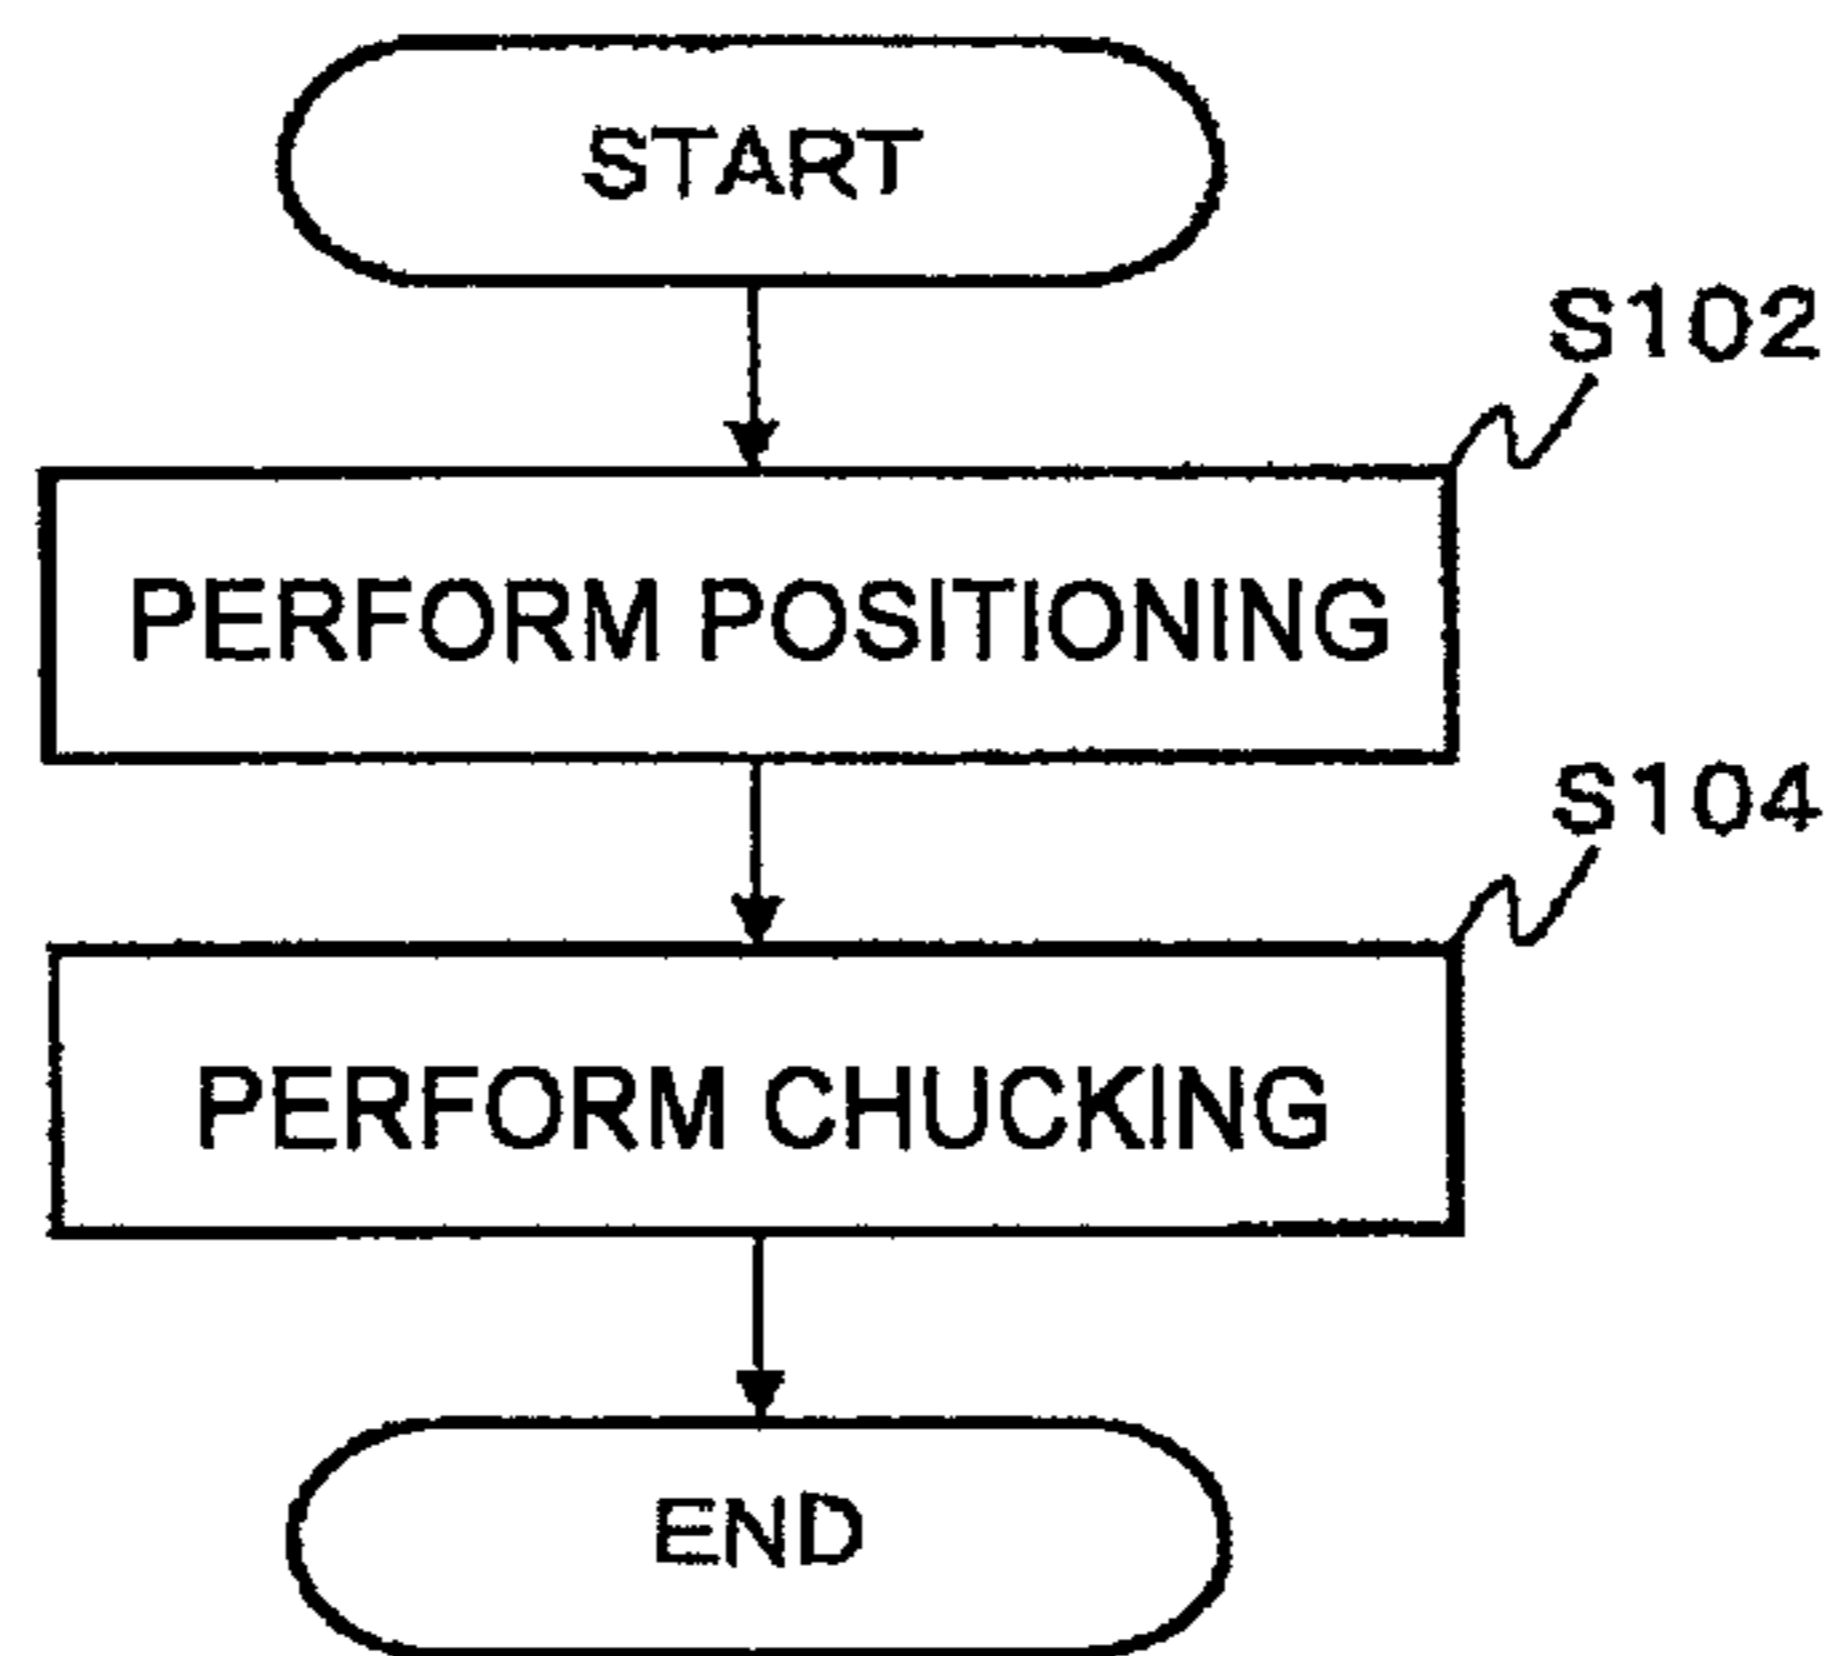 START
S102
PERFORM POSITIONING
S104
PERFORM CHUCKING
END